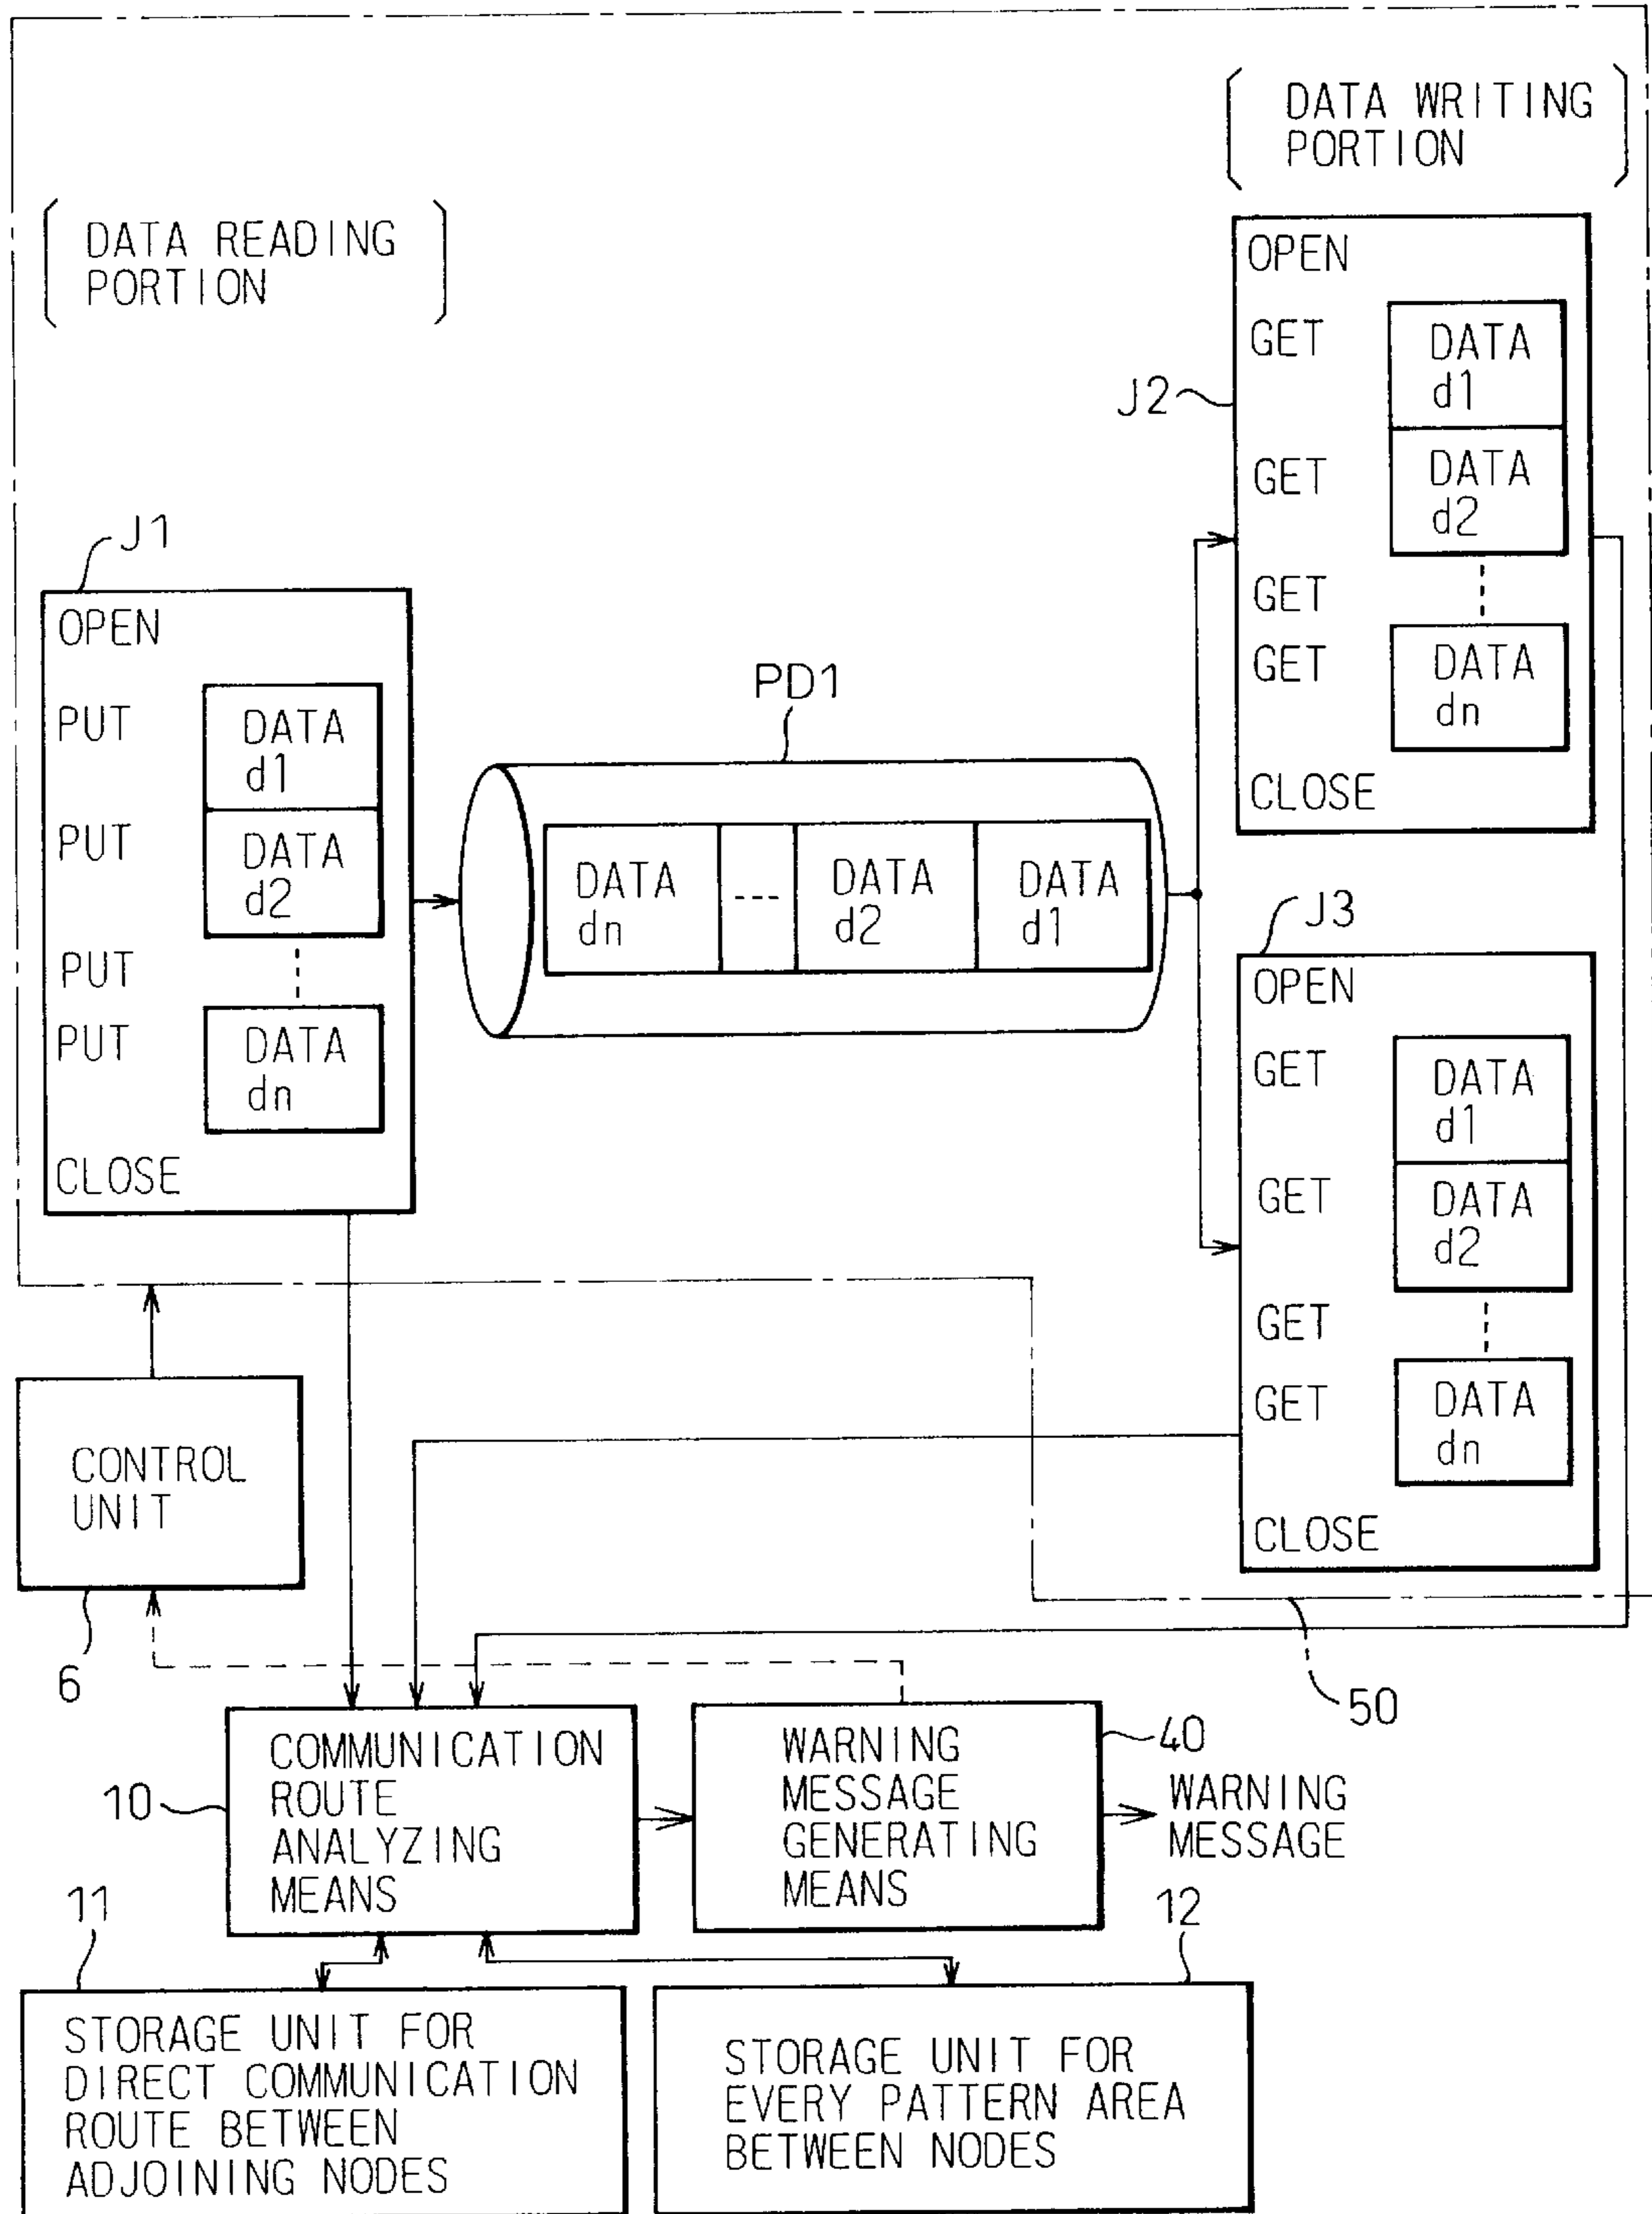 DATA WRITING
PORTION
DATA READING
PORTION
J2
OPEN
GET
DATA
d1
GET
DATA
d2
GET
GET
DATA
dn
CLOSE
J1
OPEN
PUT
DATA
d1
PUT
DATA
d2
PUT
PUT
DATA
dn
CLOSE
PD1
DATA
dn
DATA
d2
DATA
d1
J3
OPEN
GET
DATA
d1
GET
DATA
d2
GET
GET
DATA
dn
CLOSE
CONTROL
UNIT
6
50
10
COMMUNICATION
ROUTE
ANALYZING
MEANS
WARNING
MESSAGE
GENERATING
MEANS
40
WARNING
MESSAGE
11
STORAGE UNIT FOR
DIRECT COMMUNICATION
ROUTE BETWEEN
ADJOINING NODES
12
STORAGE UNIT FOR
EVERY PATTERN AREA
BETWEEN NODES